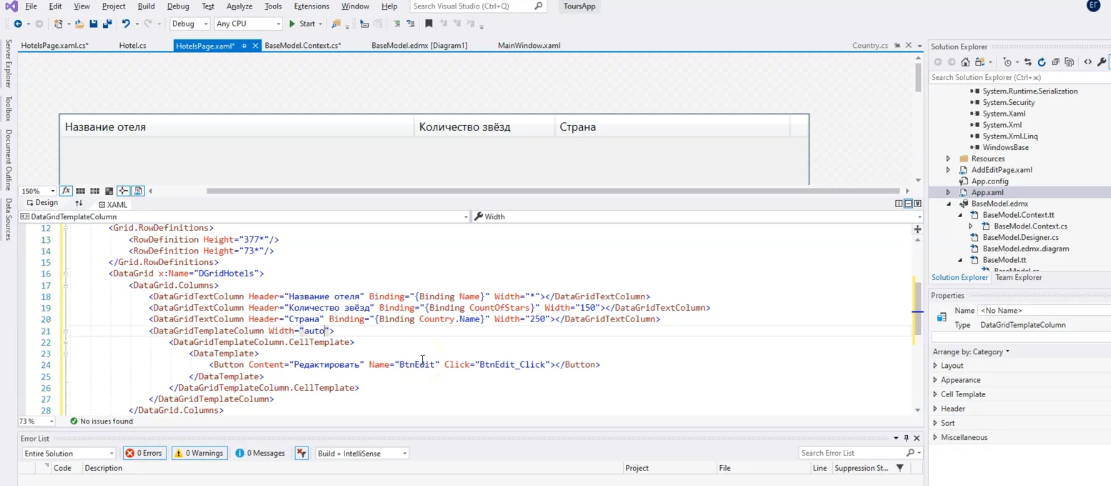 File Edit View Project Build Debug Test Analyze Tools Extensions Window Help Search Visual Studio (Ctrl+Q) ToursApp
Debug Any CPU Start
HotelsPage.xaml.cs* Hotel.cs HotelsPage.xaml* BaseModel.Context.cs* BaseModel.edmx [Diagram1] MainWindow.xaml Country.cs
Server Explorer
Toolbox
Document Outline
Data Sources
Название отеля Количество звёзд Страна
150%
Design XAML
DataGridTemplateColumn Width
12 <Grid.RowDefinitions>
13 <RowDefinition Height="377*"/>
14 <RowDefinition Height="73*"/>
15 </Grid.RowDefinitions>
16 <DataGrid x:Name="DGridHotels">
17 <DataGrid.Columns>
18 <DataGridTextColumn Header="Название отеля" Binding="{Binding Name}" Width="*"></DataGridTextColumn>
19 <DataGridTextColumn Header="Количество звёзд" Binding="{Binding CountOfStars}" Width="150"></DataGridTextColumn>
20 <DataGridTextColumn Header="Страна" Binding="{Binding Country.Name}" Width="250"></DataGridTextColumn>
21 <DataGridTemplateColumn Width="auto">
22 <DataGridTemplateColumn.CellTemplate>
23 <DataTemplate>
24 <Button Content="Редактировать" Name="BtnEdit" Click="BtnEdit_Click"></Button>
25 </DataTemplate>
26 </DataGridTemplateColumn.CellTemplate>
27 </DataGridTemplateColumn>
28 </DataGrid.Columns>
73 % No issues found
Error List
Entire Solution 0 Errors 0 Warnings 0 Messages Build + IntelliSense Search Error List
Code Description Project File Line Suppression St...
Solution Explorer
Search Solution Explorer (Ctrl+ж)
System.Runtime.Serialization
System.Security
System.Xaml
System.Xml
System.Xml.Linq
WindowsBase
Resources
AddEditPage.xaml
App.config
App.xaml
BaseModel.edmx
BaseModel.Context.tt
BaseModel.Context.cs
BaseModel.Designer.cs
BaseModel.edmx.diagram
BaseModel.tt
Solution Explorer Team Explorer
Properties
Name <No Name>
Type DataGridTemplateColumn
Arrange by: Category
Layout
Appearance
Cell Template
Header
Sort
Miscellaneous